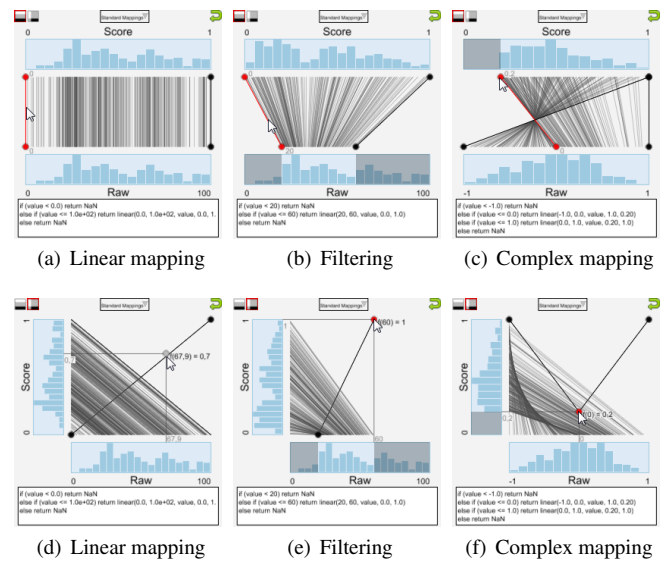 Standard Mappings
Score
0 1
0
0
0 100
Raw
if (value < 0.0) return NaN
else if (value <= 1.0e+02) return linear(0.0, 1.0e+02, value, 0.0, 1.
else return NaN
(a) Linear mapping
Standard Mappings
Score
0 1
0
20
0 100
Raw
if (value < 20) return NaN
else if (value <= 60) return linear(20, 60, value, 0.0, 1.0)
else return NaN
(b) Filtering
Standard Mappings
Score
0 1
0.2
0
-1 1
Raw
if (value < -1.0) return NaN
else if (value <= 0.0) return linear(-1.0, 0.0, value, 1.0, 0.20)
else if (value <= 1.0) return linear(0.0, 1.0, value, 0.20, 1.0)
else return NaN
(c) Complex mapping
Standard Mappings
1
Score
0
0,7
f(67,9) = 0,7
67,9
0 100
Raw
if (value < 0.0) return NaN
else if (value <= 1.0e+02) return linear(0.0, 1.0e+02, value, 0.0, 1.
else return NaN
(d) Linear mapping
Standard Mappings
1
Score
0
1
f(60) = 1
60
0 100
Raw
if (value < 20) return NaN
else if (value <= 60) return linear(20, 60, value, 0.0, 1.0)
else return NaN
(e) Filtering
Standard Mappings
1
Score
0
0,2
f(0) = 0.2
0
-1 1
Raw
if (value < -1.0) return NaN
else if (value <= 0.0) return linear(-1.0, 0.0, value, 1.0, 0.20)
else if (value <= 1.0) return linear(0.0, 1.0, value, 0.20, 1.0)
else return NaN
(f) Complex mapping